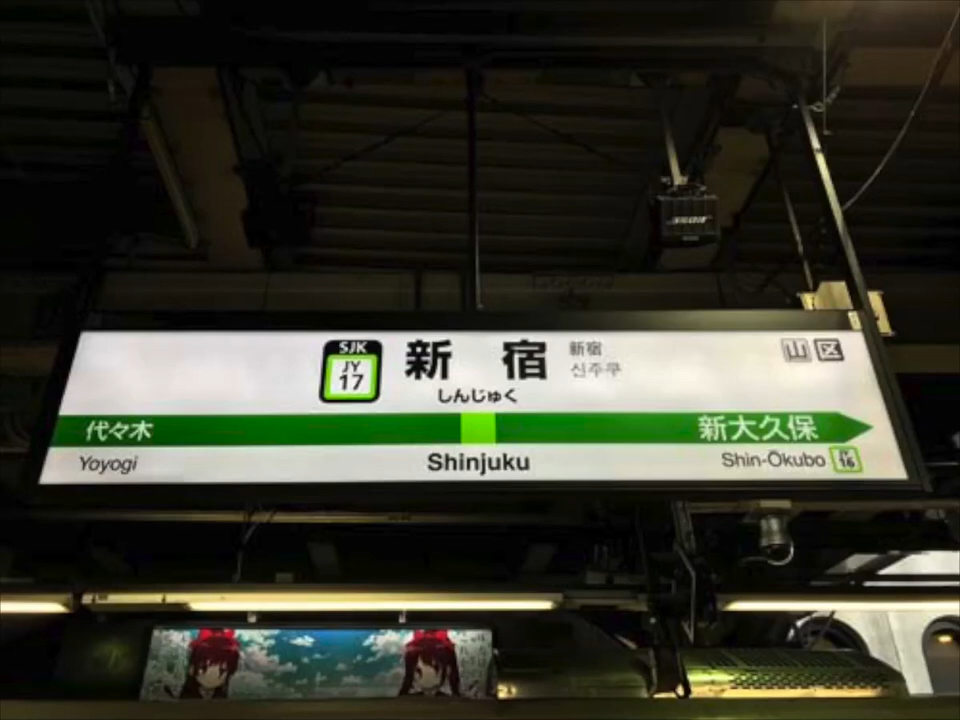 SJK
JY
17
新宿
しんじゅく
新宿
신주쿠
山 区
代々木
新大久保
Yoyogi
Shinjuku
Shin-Ōkubo
JY
16